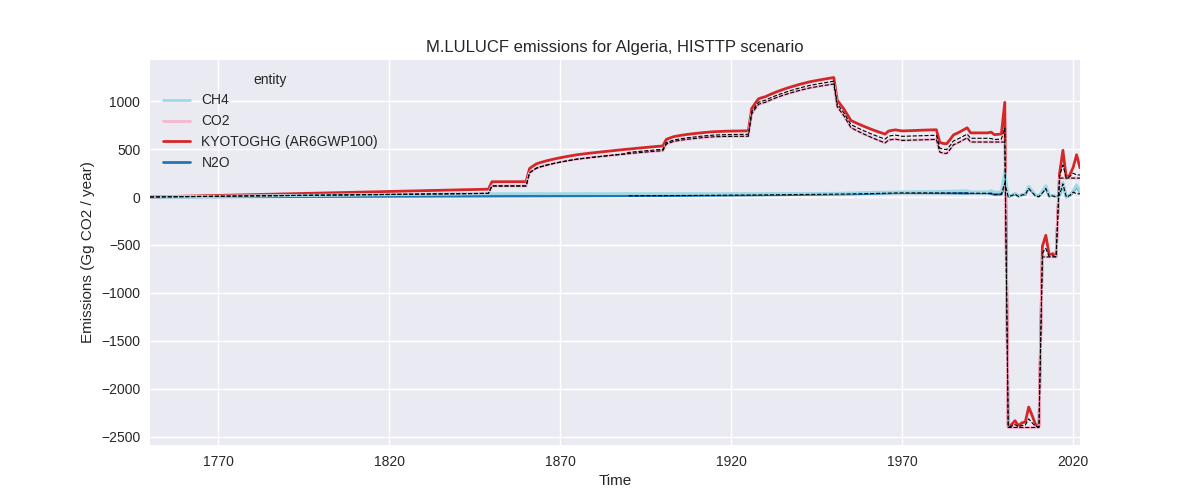 M.LULUCF emissions for Algeria, HISTTP scenario
entity
CH4
CO2
KYOTOGHG (AR6GWP100)
N2O
Emissions (Gg CO2 / year)
1000
500
0
−500
−1000
−1500
−2000
−2500
1770
1820
1870
1920
1970
2020
Time